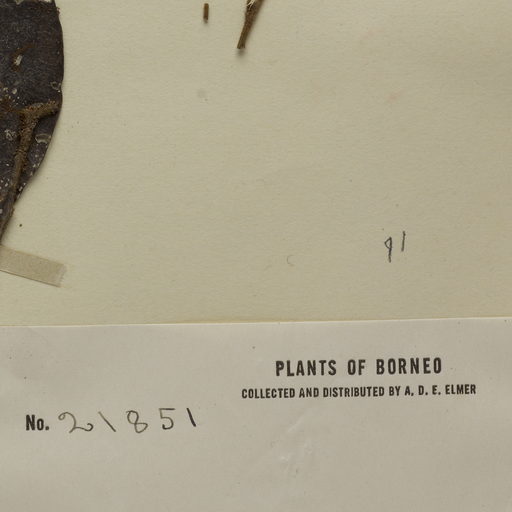 91
PLANTS OF BORNEO
COLLECTED AND DISTRIBUTED BY A. D. E. ELMER
No. 21851